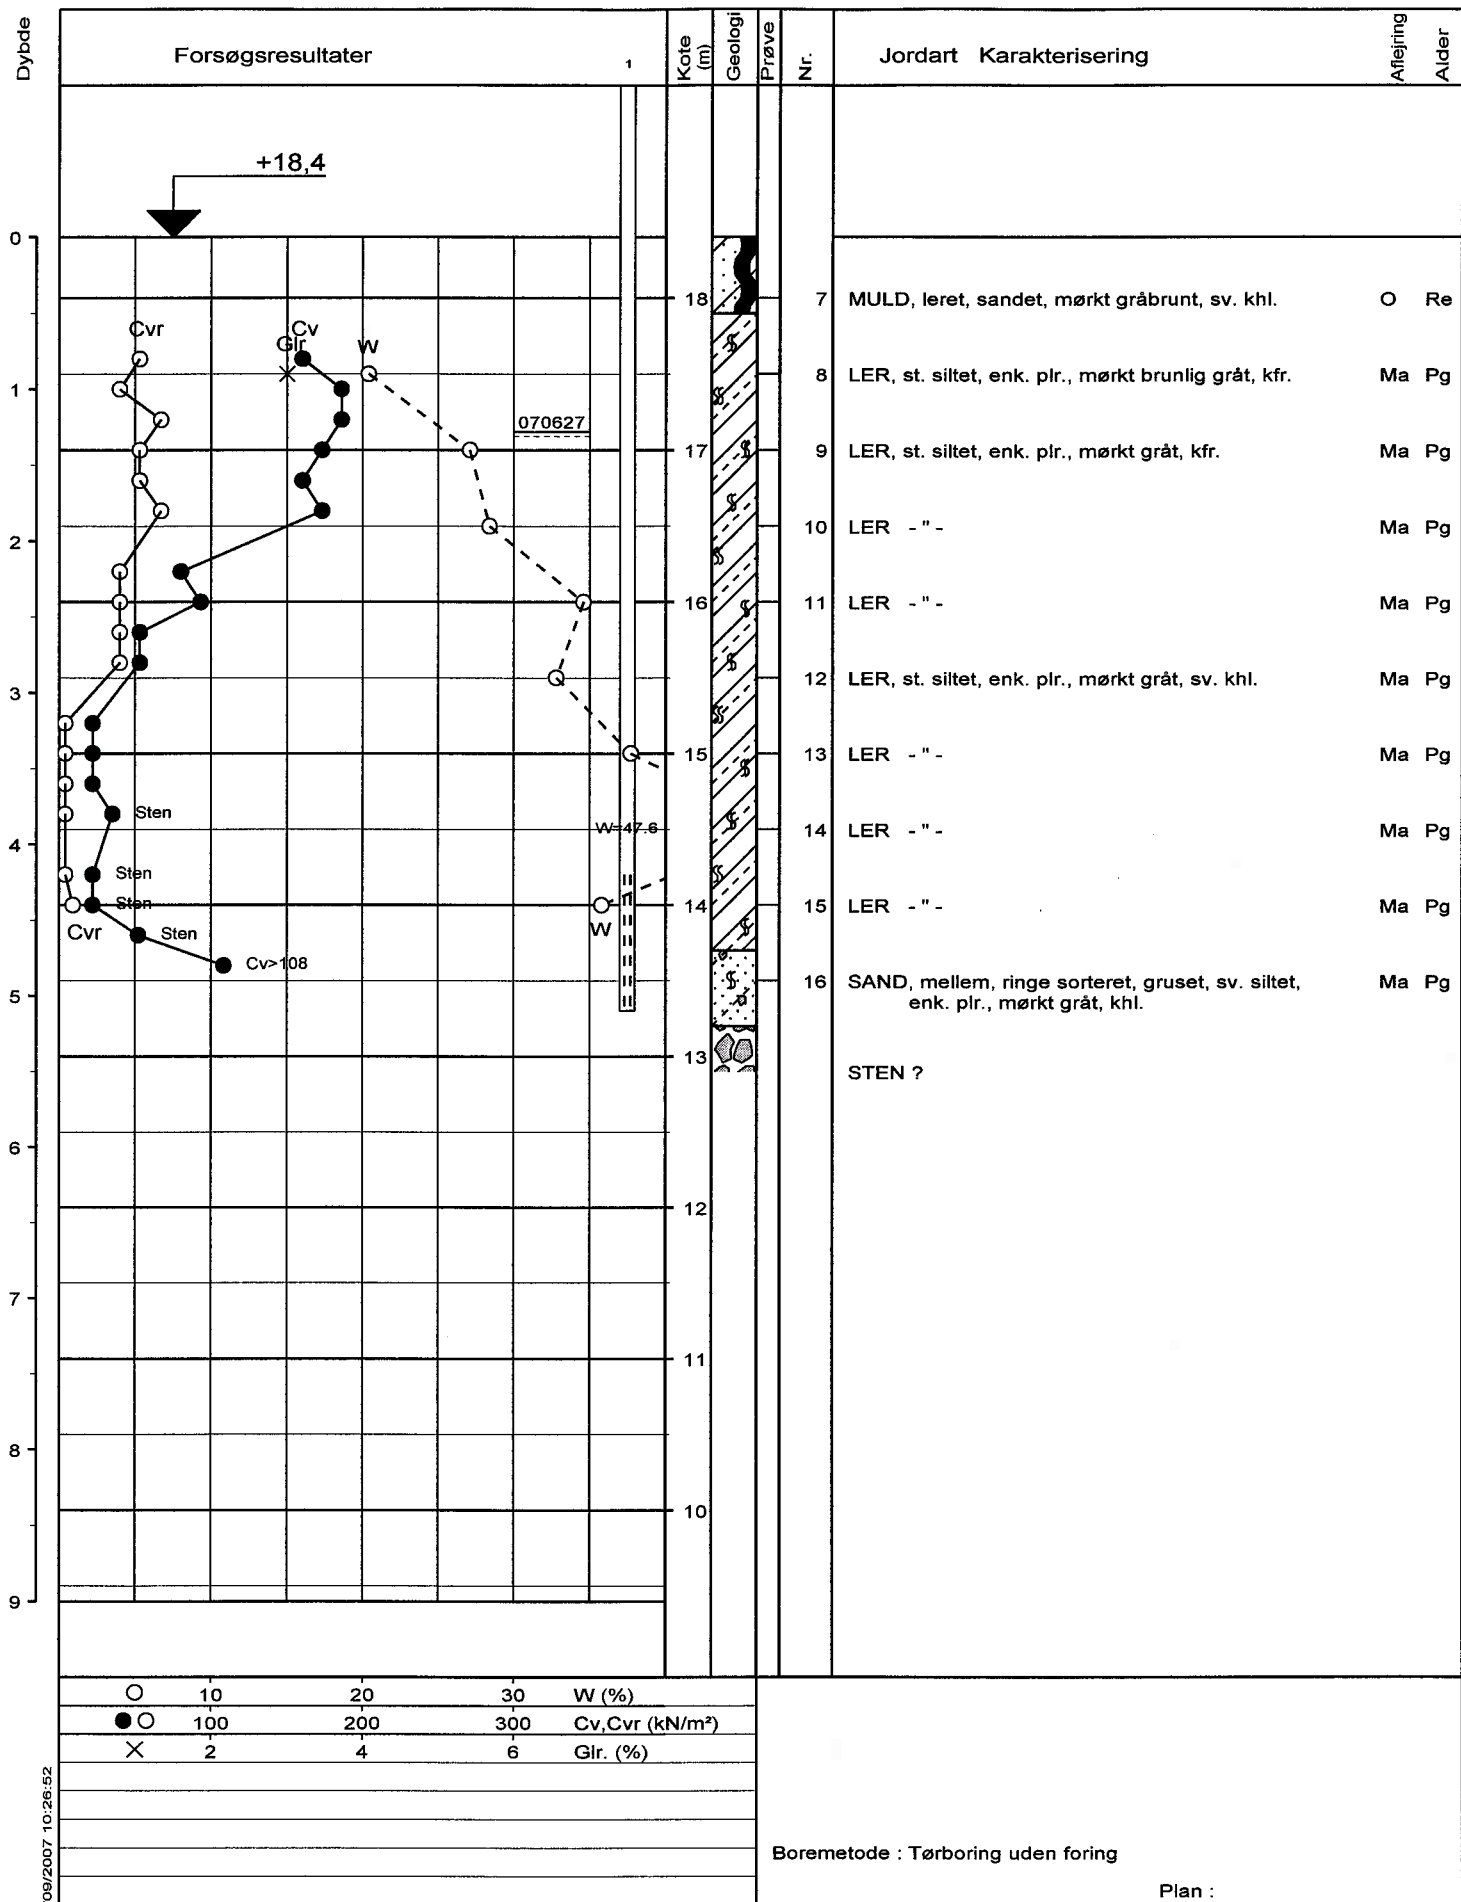 Dybde
Forsøgsresultater
1
Kote (m)
Geologi
Prøve
Nr.
Jordart Karakterisering
Aflejring
Alder
+18,4
0
18
7 MULD, leret, sandet, mørkt gråbrunt, sv. khl. O Re
Cvr Cv
Glr W
1
8 LER, st. siltet, enk. plr., mørkt brunlig gråt, kfr. Ma Pg
070627
17
9 LER, st. siltet, enk. plr., mørkt gråt, kfr. Ma Pg
10 LER - " - Ma Pg
2
16
11 LER - " - Ma Pg
12 LER, st. siltet, enk. plr., mørkt gråt, sv. khl. Ma Pg
3
15
13 LER - " - Ma Pg
Sten
W=47.6
14 LER - " - Ma Pg
4
Sten
Sten
14
15 LER - " - Ma Pg
Cvr Sten W
Cv>108
16 SAND, mellem, ringe sorteret, gruset, sv. siltet, Ma Pg
enk. plr., mørkt gråt, khl.
5
13
STEN ?
6
12
7
11
8
10
9
10 20 30 W (%)
100 200 300 Cv,Cvr (kN/m²)
2 4 6 Glr. (%)
09/2007 10:26:52
Boremetode : Tørboring uden foring
Plan :